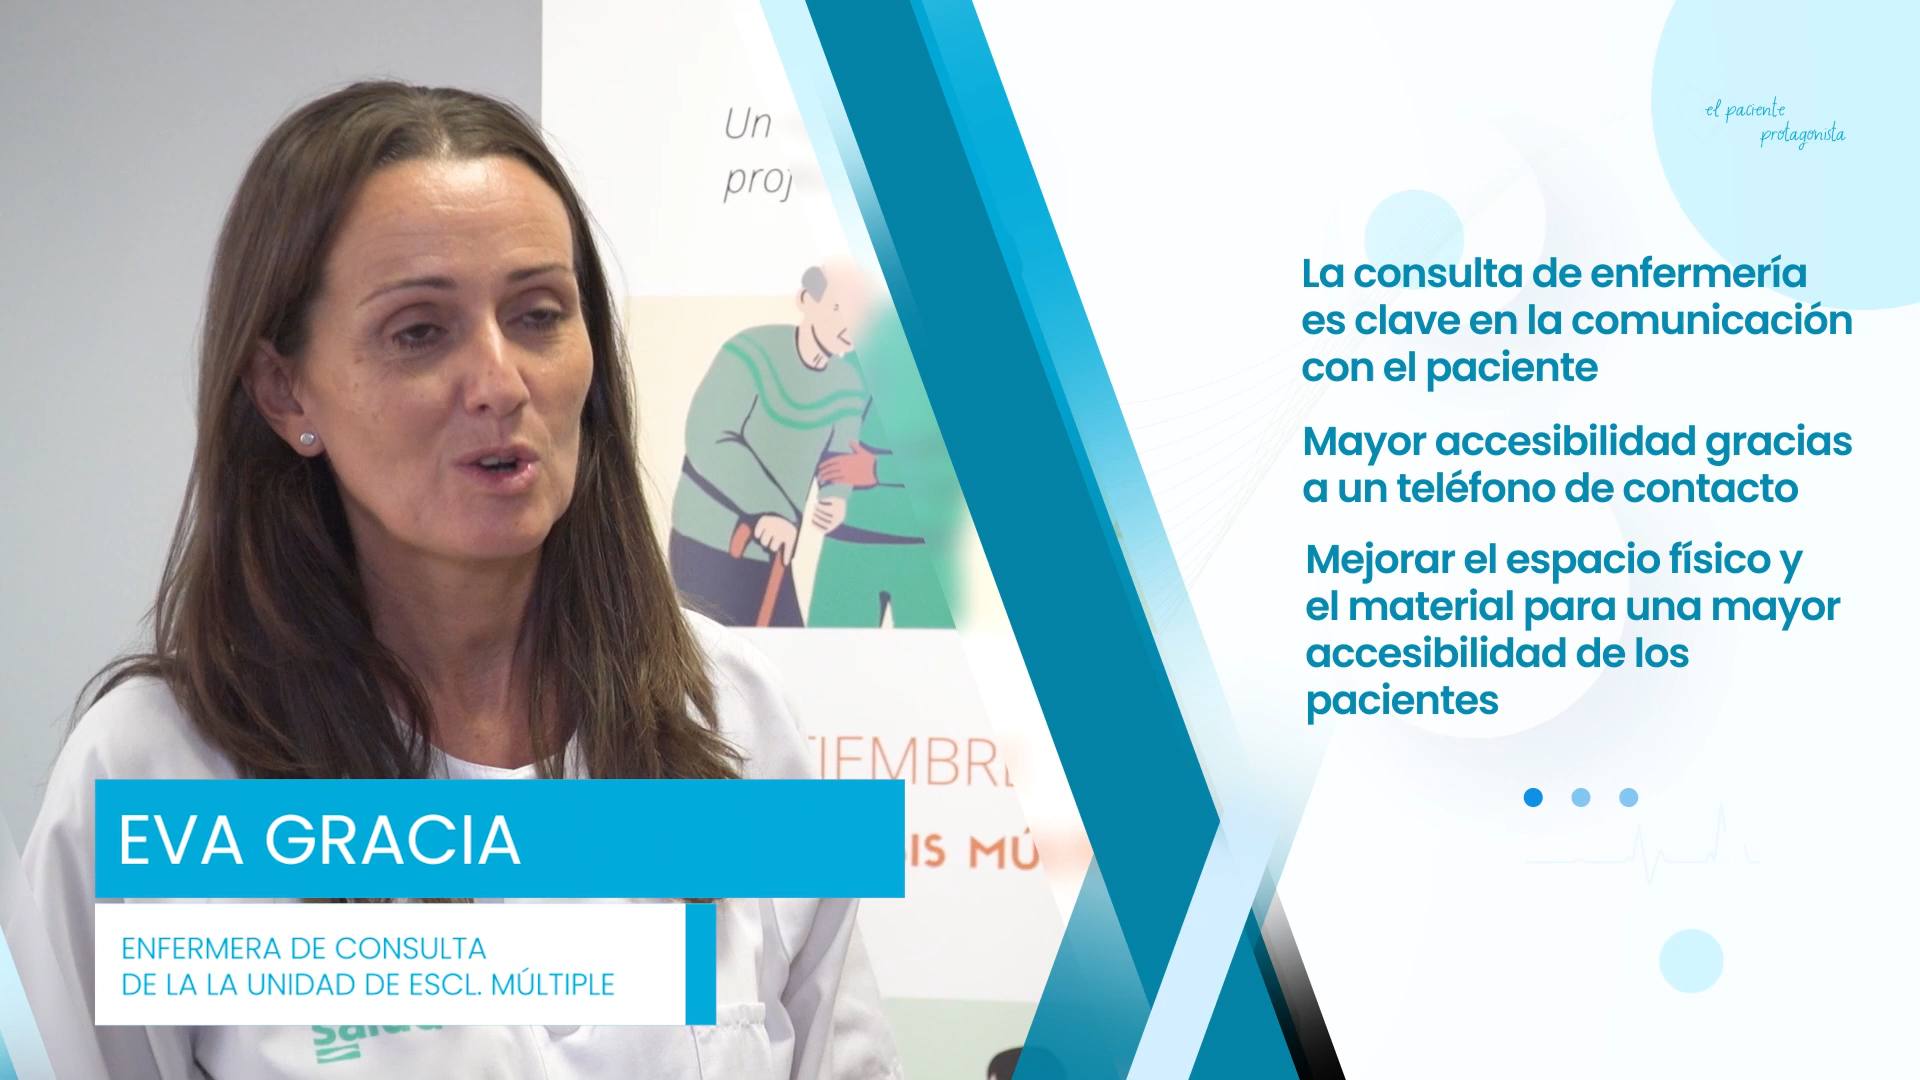 Un
EVA GRACIA
ENFERMERA DE CONSULTA
DE LA LA UNIDAD DE ESCL. MÚLTIPLE
salud
el paciente
protagonista
La consulta de enfermería
es clave en la comunicación
con el paciente
Mayor accesibilidad gracias
a un teléfono de contacto
Mejorar el espacio físico y
el material para una mayor
accesibilidad de los
pacientes